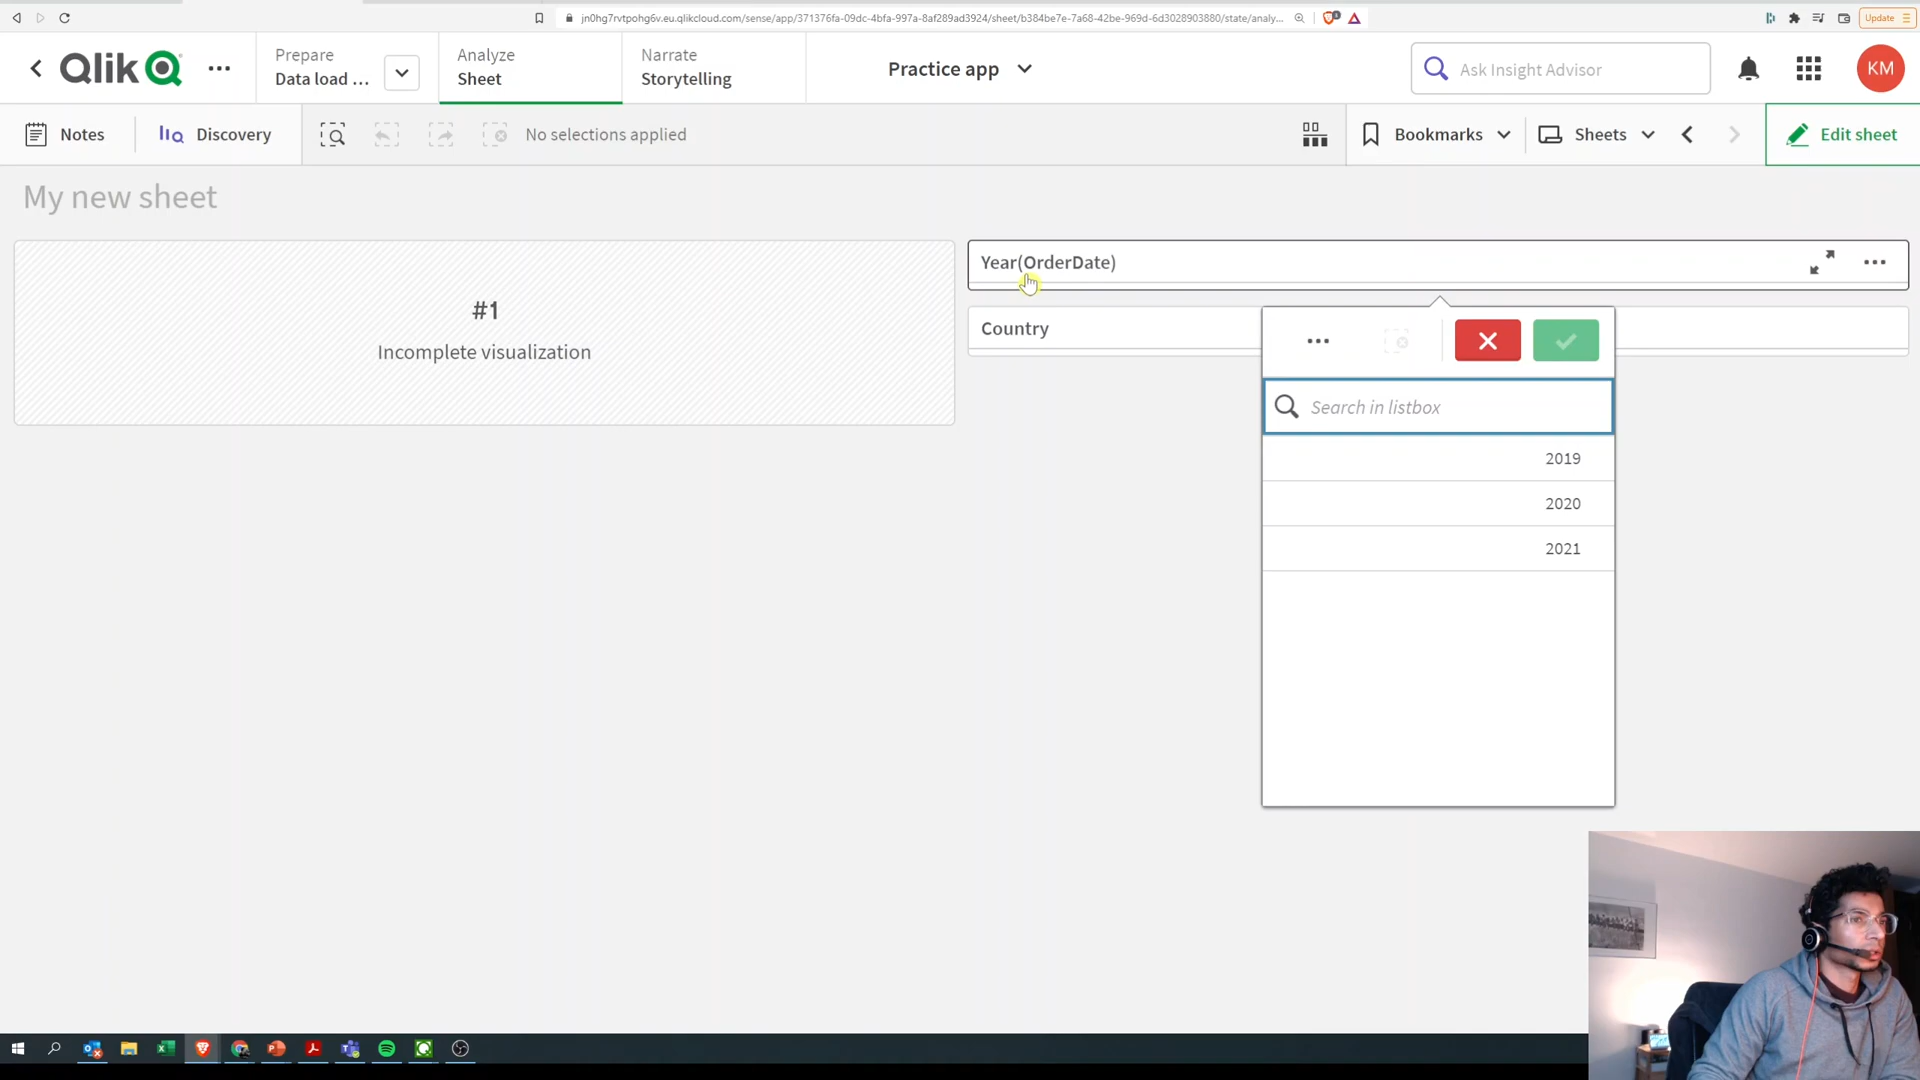 jn0hg7rvtpohg6v.eu.qlikcloud.com/sense/app/371376fa-09dc-4bfa-997a-8af289ad3924/sheet/b384be7e-7a68-42be-969d-6d3028903880/state/analy...
Update
Qlik
Prepare
Data load ...
Analyze
Sheet
Narrate
Storytelling
Practice app
Ask Insight Advisor
KM
Notes
Discovery
No selections applied
Bookmarks
Sheets
Edit sheet
My new sheet
#1
Incomplete visualization
Year(OrderDate)
Country
Search in listbox
2019
2020
2021